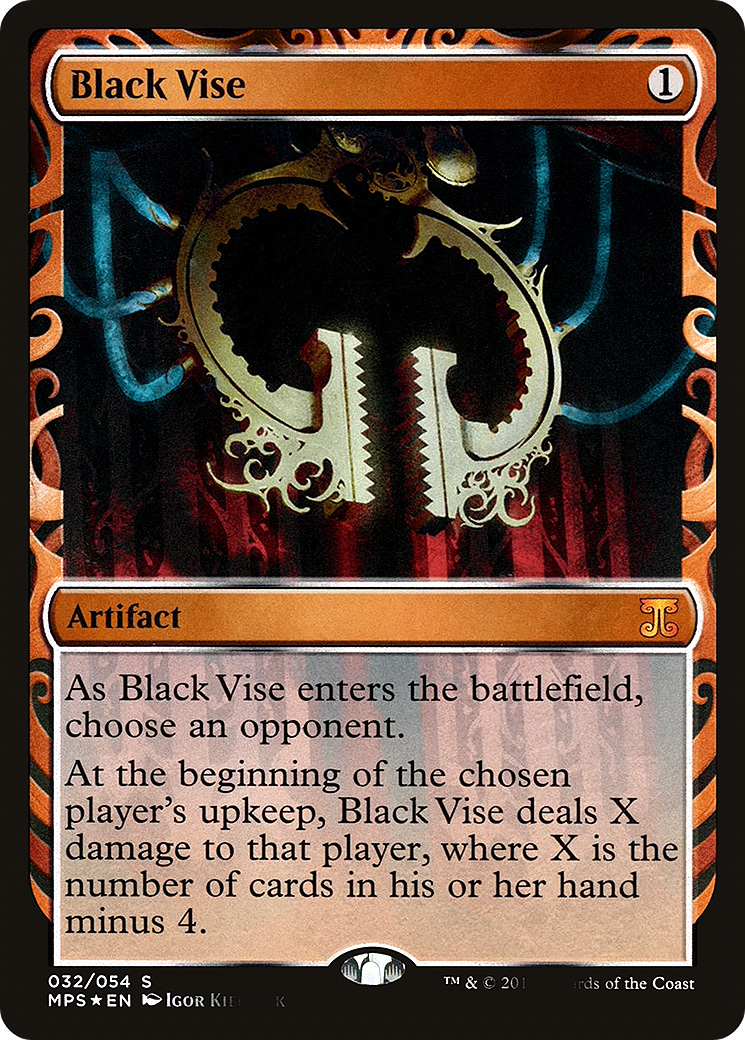 Black Vise 1
Artifact
As Black Vise enters the battlefield,
choose an opponent.
At the beginning of the chosen
player's upkeep, Black Vise deals X
damage to that player, where X is the
number of cards in his or her hand
minus 4.
032/054 S
MPS★EN Igor
™ & © of the Coast